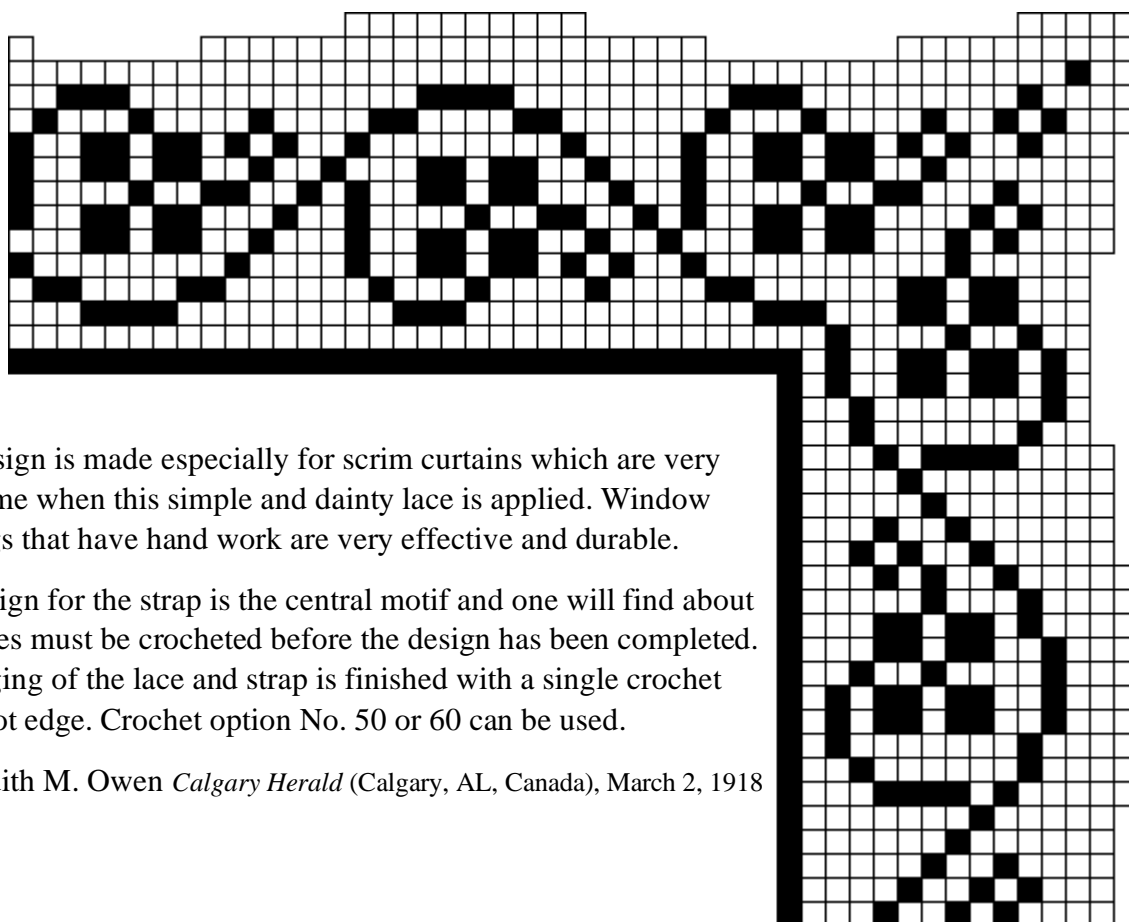 sign is made especially for scrim curtains which are very
me when this simple and dainty lace is applied. Window
gs that have hand work are very effective and durable.
ign for the strap is the central motif and one will find about
es must be crocheted before the design has been completed.
ging of the lace and strap is finished with a single crochet
ot edge. Crochet option No. 50 or 60 can be used.
ith M. Owen Calgary Herald (Calgary, AL, Canada), March 2, 1918